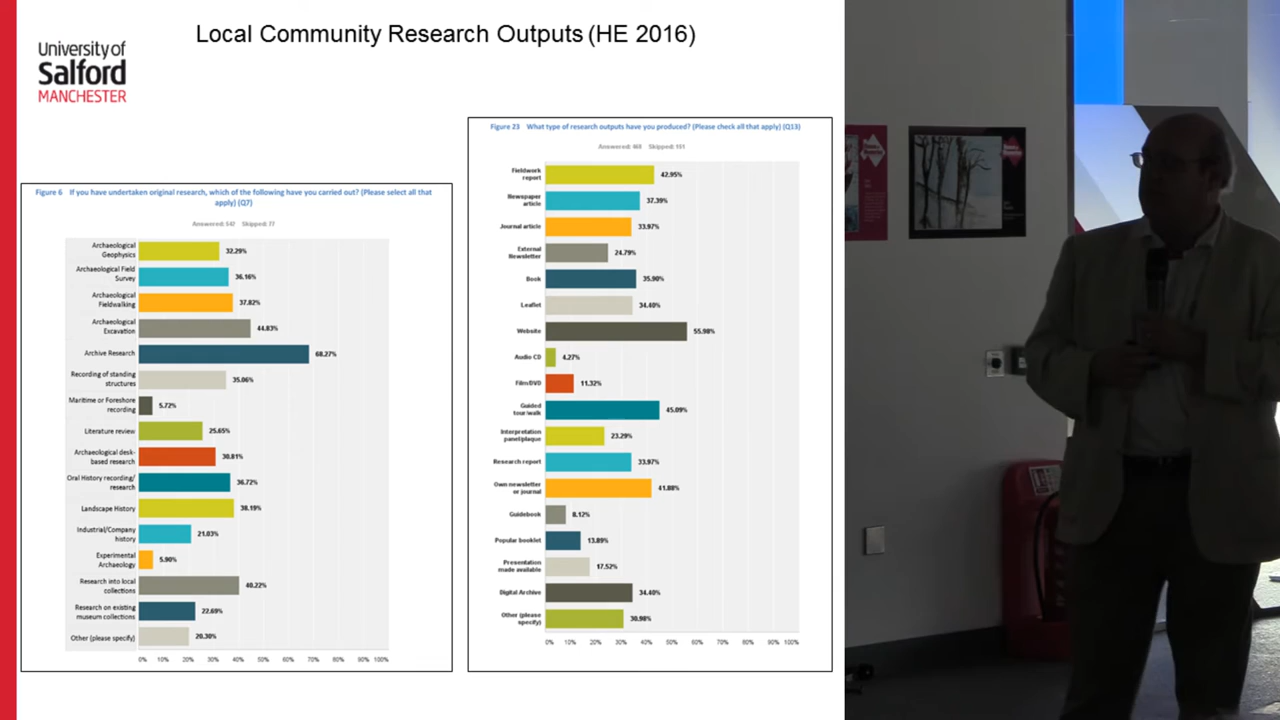 Local Community Research Outputs (HE 2016)
University of
Salford
MANCHESTER
Figure 6 If you have undertaken original research, which of the following have you carried out? (Please select all that
apply) (Q7)
Answered: 542 Skipped: 77
Archaeological
Geophysics
32.29%
Archaeological Field
Survey
36.16%
Archaeological
Fieldwalking
37.82%
Archaeological
Excavation
44.83%
Archive Research
68.27%
Recording of standing
structures
35.06%
Maritime or Foreshore
recording
5.72%
Literature review
25.65%
Archaeological desk-
based research
30.81%
Oral History recording/
research
36.72%
Landscape History
38.19%
Industrial/Company
history
21.03%
Experimental
Archaeology
5.90%
Research into local
collections
40.22%
Research on existing
museum collections
22.69%
Other (please specify)
20.30%
0% 10% 20% 30% 40% 50% 60% 70% 80% 90% 100%
Figure 23 What type of research outputs have you produced? (Please check all that apply) (Q13)
Answered: 468 Skipped: 151
Fieldwork
report
42.95%
Newspaper
article
37.39%
Journal article
33.97%
External
Newsletter
24.79%
Book
35.90%
Leaflet
34.40%
Website
55.98%
Audio CD
4.27%
Film/DVD
11.32%
Guided
tour/walk
45.09%
Interpretation
panel/plaque
23.29%
Research report
33.97%
Own newsletter
or journal
41.88%
Guidebook
8.12%
Popular booklet
13.89%
Presentation
made available
17.52%
Digital Archive
34.40%
Other (please
specify)
30.98%
0% 10% 20% 30% 40% 50% 60% 70% 80% 90% 100%